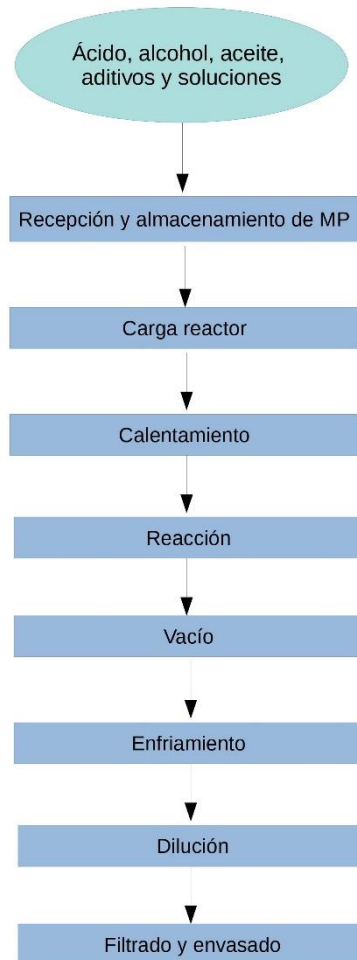 Ácido, alcohol, aceite,
aditivos y soluciones
Recepción y almacenamiento de MP
Carga reactor
Calentamiento
Reacción
Vacío
Enfriamiento
Dilución
Filtrado y envasado